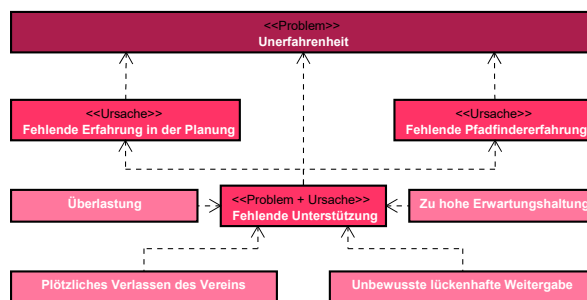 <<Problem>>
Unerfahrenheit
<<Ursache>>
Fehlende Erfahrung in der Planung
<<Ursache>>
Fehlende Pfadfindererfahrung
Überlastung
<<Problem + Ursache>>
Fehlende Unterstützung
Zu hohe Erwartungshaltung
Plötzliches Verlassen des Vereins
Unbewusste lückenhafte Weitergabe